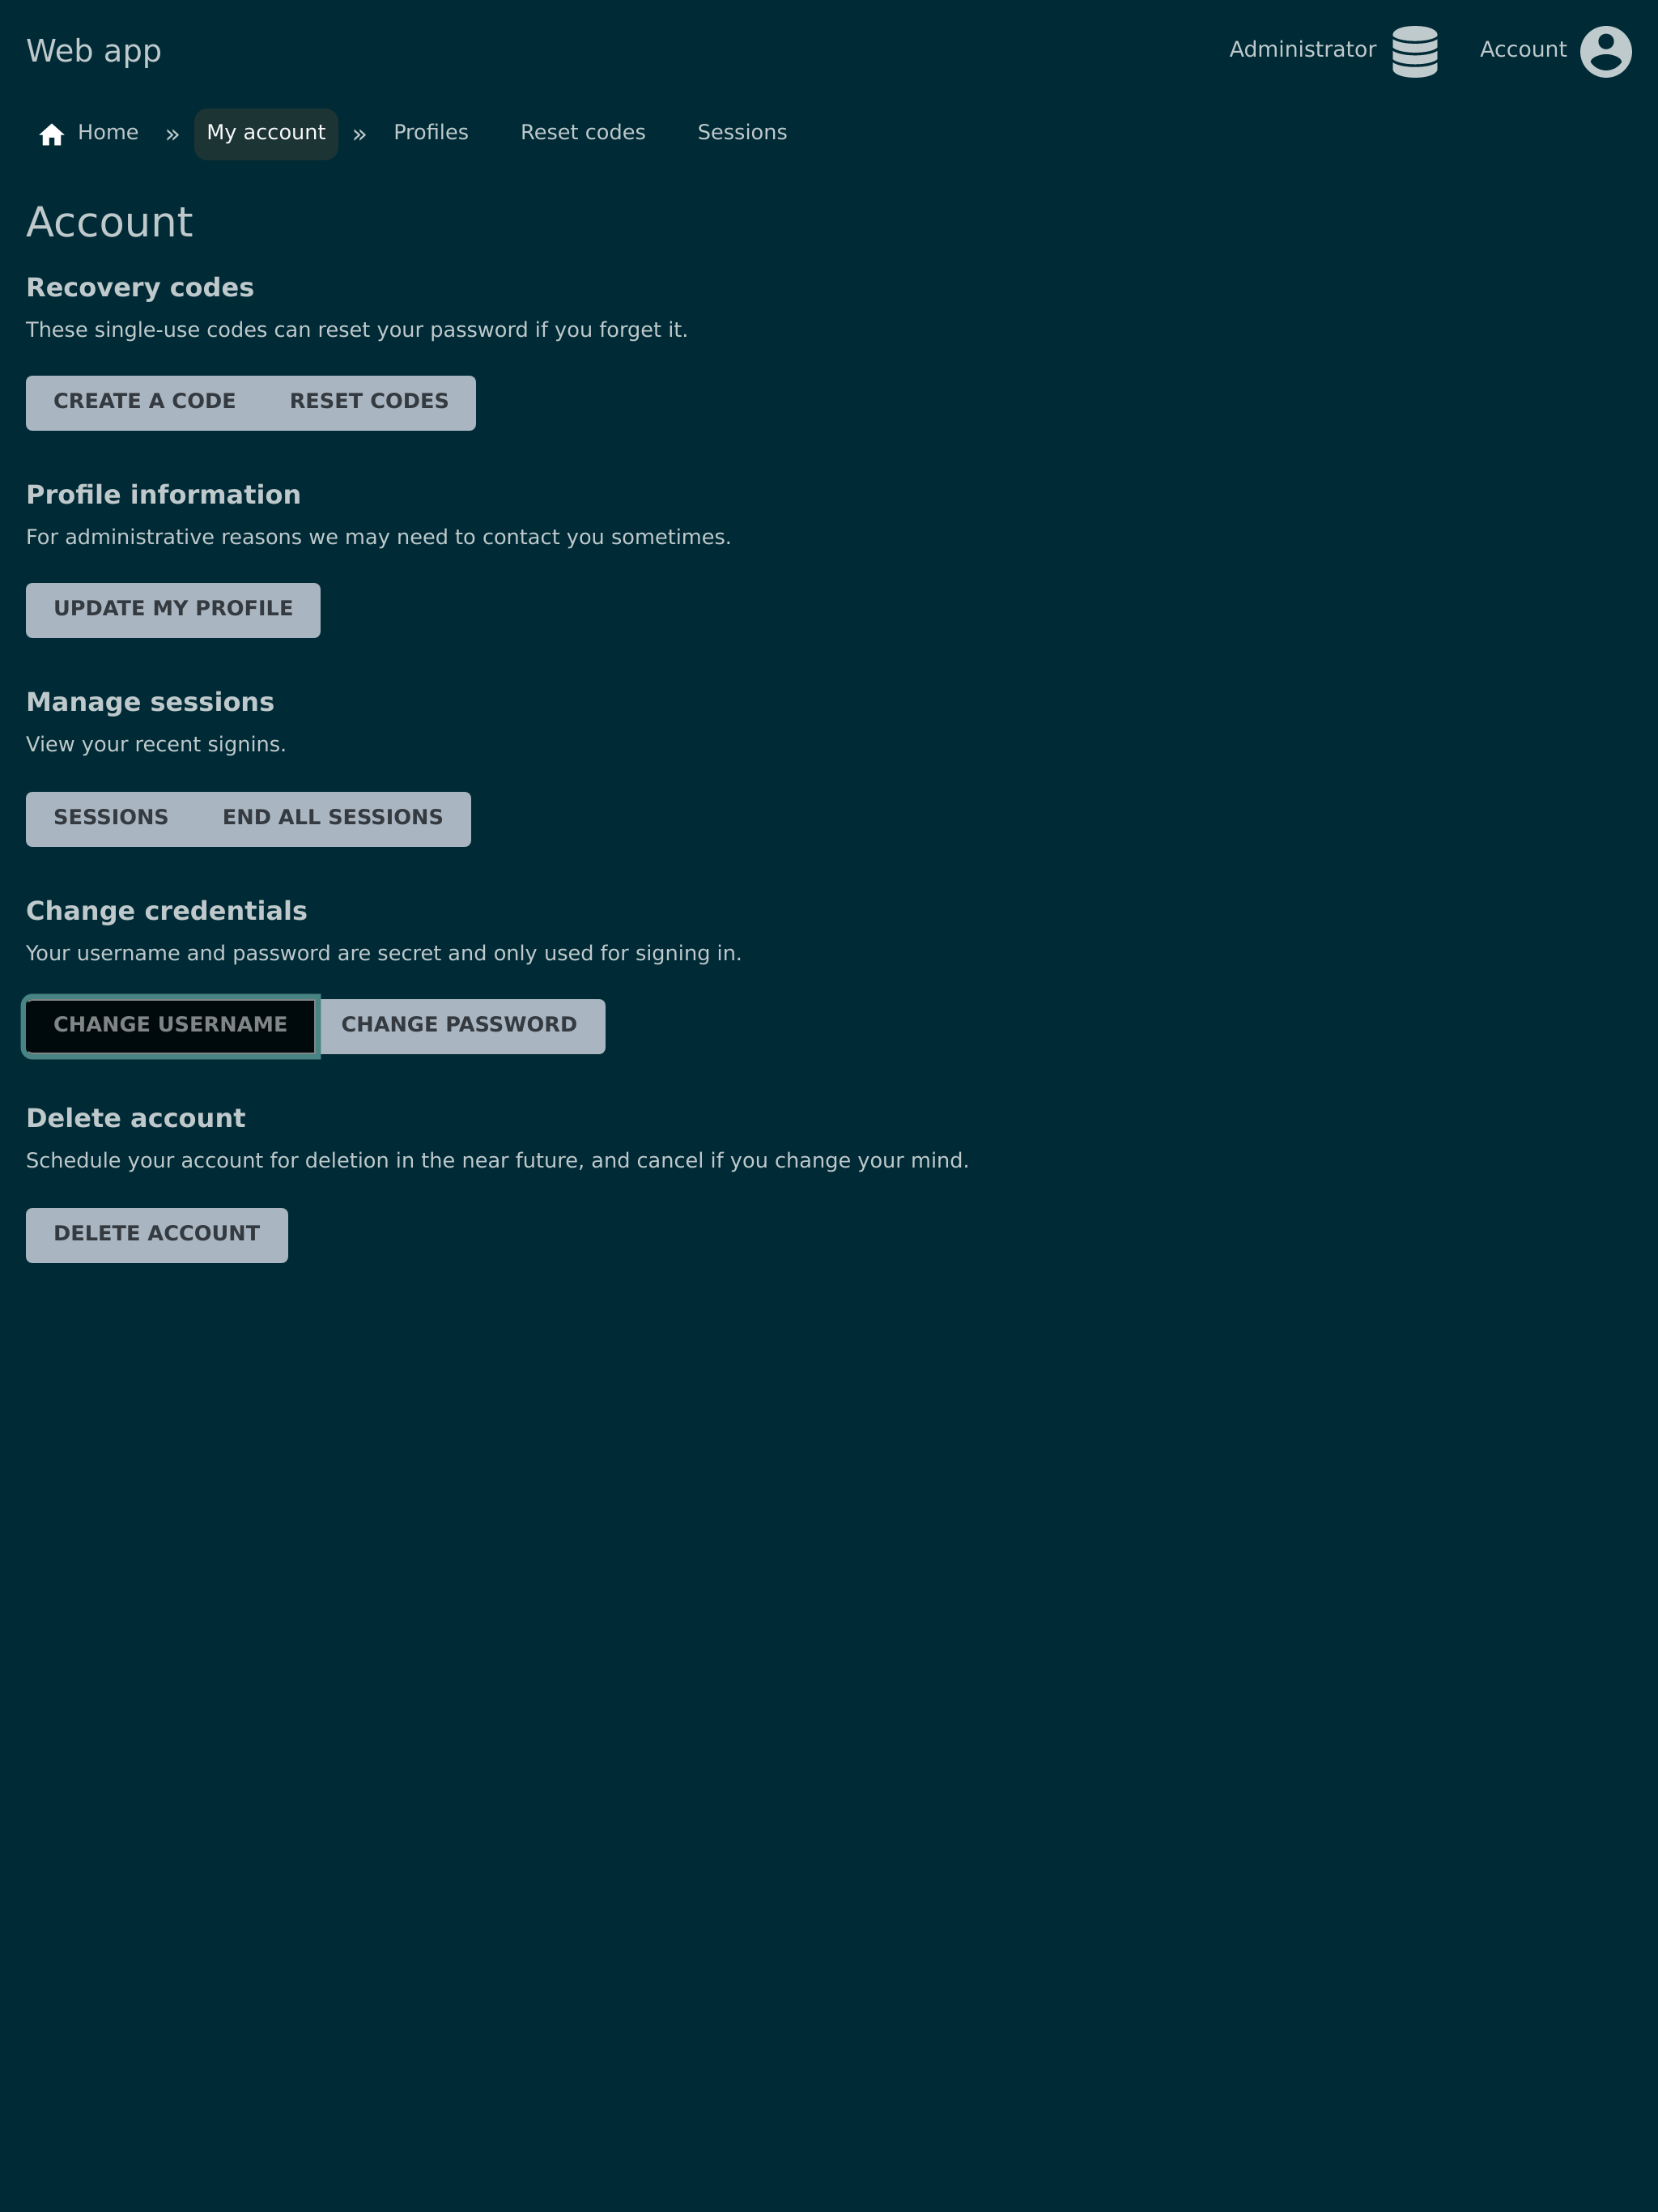 Web app
Administrator
Account
Home » My account » Profiles Reset codes Sessions
Account
Recovery codes
These single-use codes can reset your password if you forget it.
CREATE A CODE RESET CODES
Profile information
For administrative reasons we may need to contact you sometimes.
UPDATE MY PROFILE
Manage sessions
View your recent signins.
SESSIONS END ALL SESSIONS
Change credentials
Your username and password are secret and only used for signing in.
CHANGE USERNAME CHANGE PASSWORD
Delete account
Schedule your account for deletion in the near future, and cancel if you change your mind.
DELETE ACCOUNT